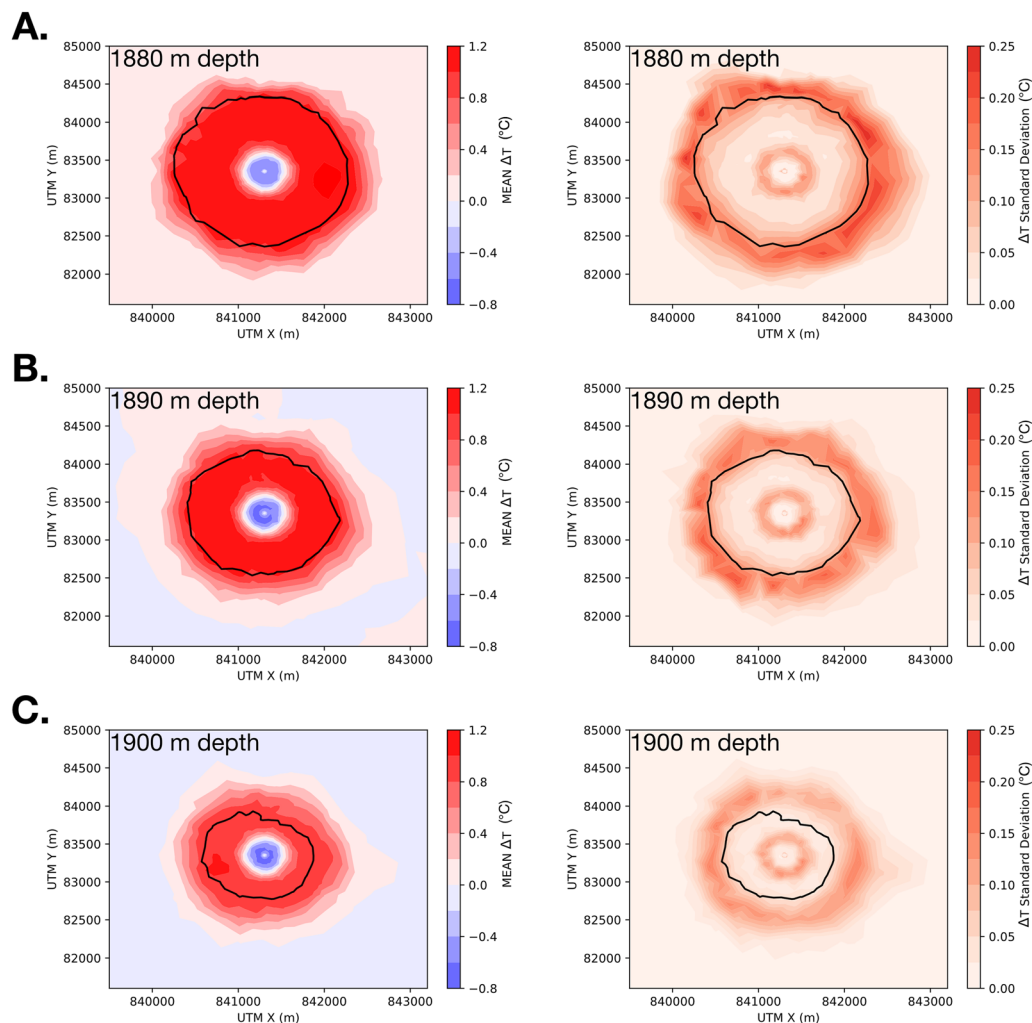 A.
1880 m depth
85000
84500
84000
83500
83000
82500
82000
UTM Y (m)
840000 841000 842000 843000
UTM X (m)
1.2
0.8
0.4
0.0
−0.4
−0.8
MEAN ΔT (°C)
1880 m depth
85000
84500
84000
83500
83000
82500
82000
UTM Y (m)
840000 841000 842000 843000
UTM X (m)
0.25
0.20
0.15
0.10
0.05
0.00
ΔT Standard Deviation (°C)
B.
1890 m depth
85000
84500
84000
83500
83000
82500
82000
UTM Y (m)
840000 841000 842000 843000
UTM X (m)
1.2
0.8
0.4
0.0
−0.4
−0.8
MEAN ΔT (°C)
1890 m depth
85000
84500
84000
83500
83000
82500
82000
UTM Y (m)
840000 841000 842000 843000
UTM X (m)
0.25
0.20
0.15
0.10
0.05
0.00
ΔT Standard Deviation (°C)
C.
1900 m depth
85000
84500
84000
83500
83000
82500
82000
UTM Y (m)
840000 841000 842000 843000
UTM X (m)
1.2
0.8
0.4
0.0
−0.4
−0.8
MEAN ΔT (°C)
1900 m depth
85000
84500
84000
83500
83000
82500
82000
UTM Y (m)
840000 841000 842000 843000
UTM X (m)
0.25
0.20
0.15
0.10
0.05
0.00
ΔT Standard Deviation (°C)